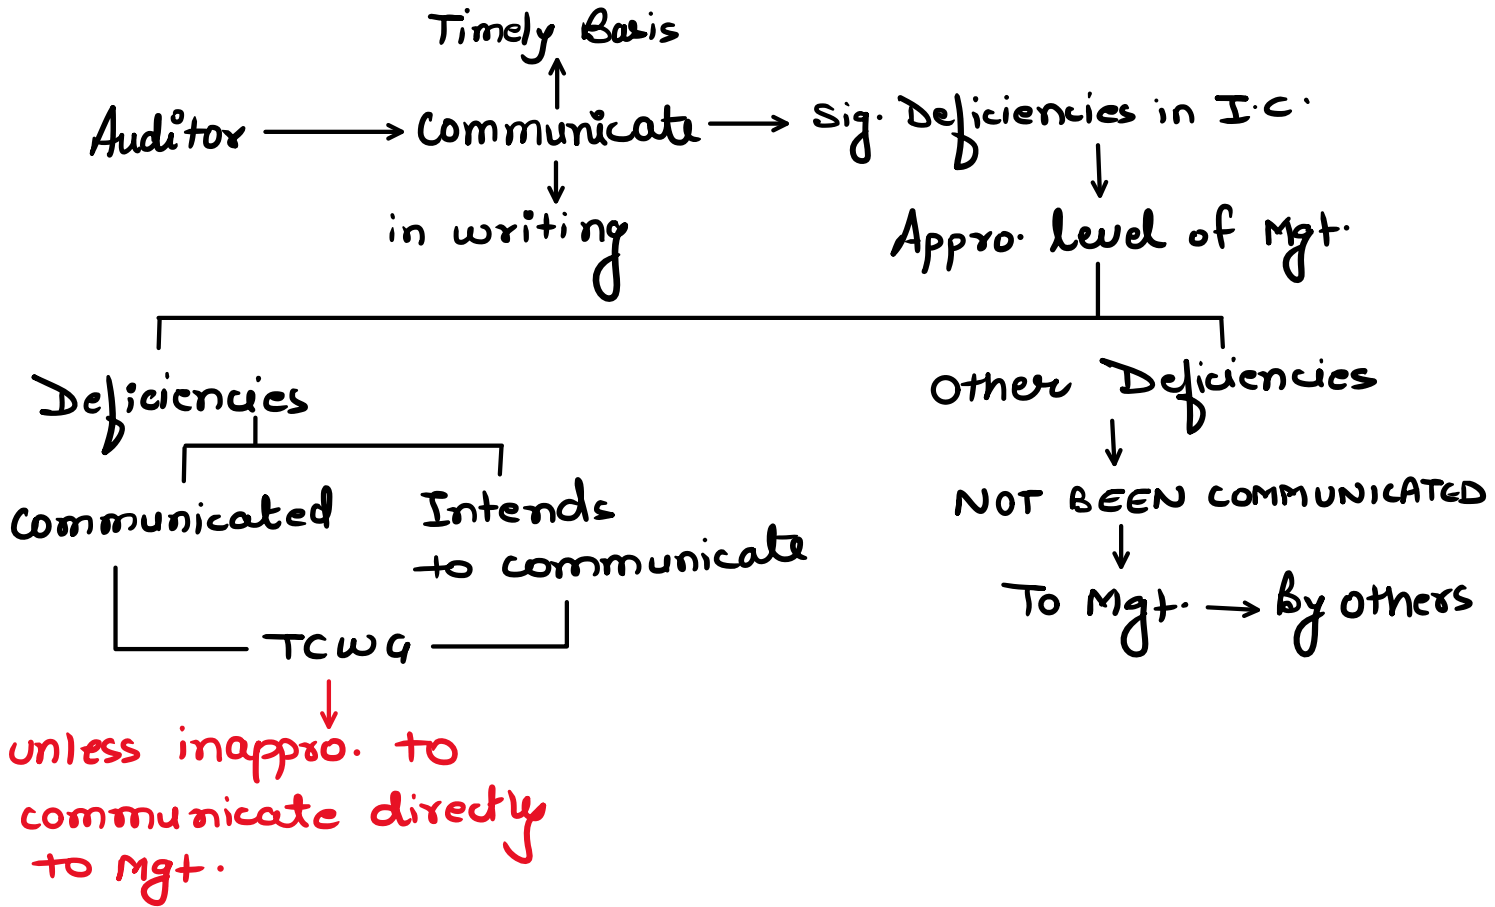 Timely Basis
Auditor → Communicate → Sig. Deficiencies in I.C.
in writing
Appro. level of Mgt.
Deficiencies
Other Deficiencies
Communicated
Intends
to communicate
NOT BEEN COMMUNICATED
To Mgt. → By others
TCWG
unless inappro. to
communicate directly
to Mgt.